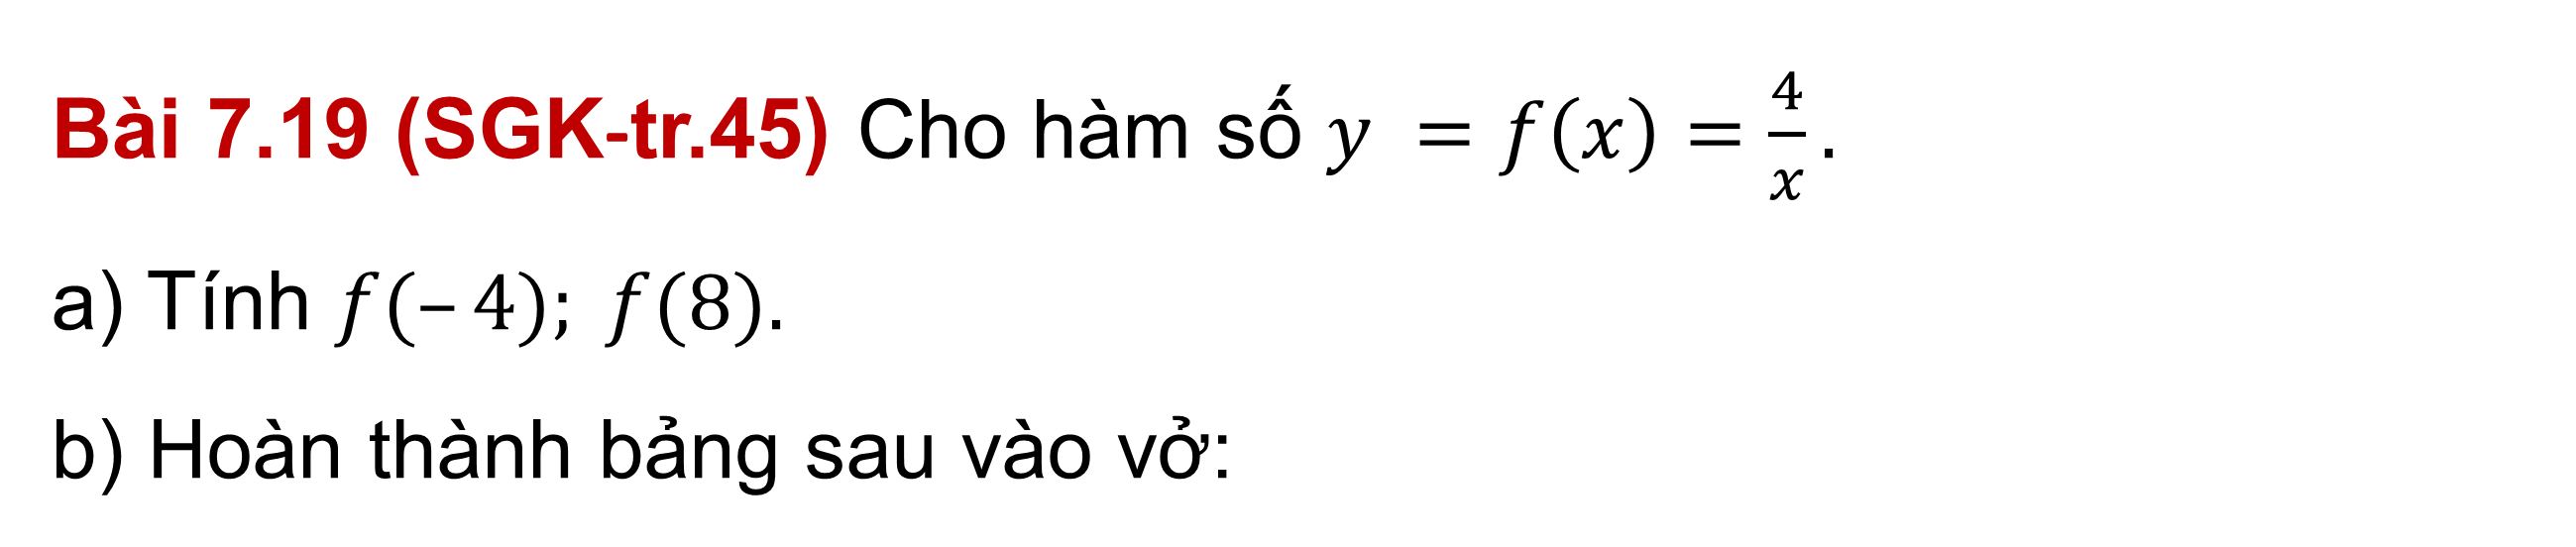 Bài 7.19 (SGK-tr.45) Cho hàm số y = f(x) = 4/x.
a) Tính f(– 4); f(8).
b) Hoàn thành bảng sau vào vở: